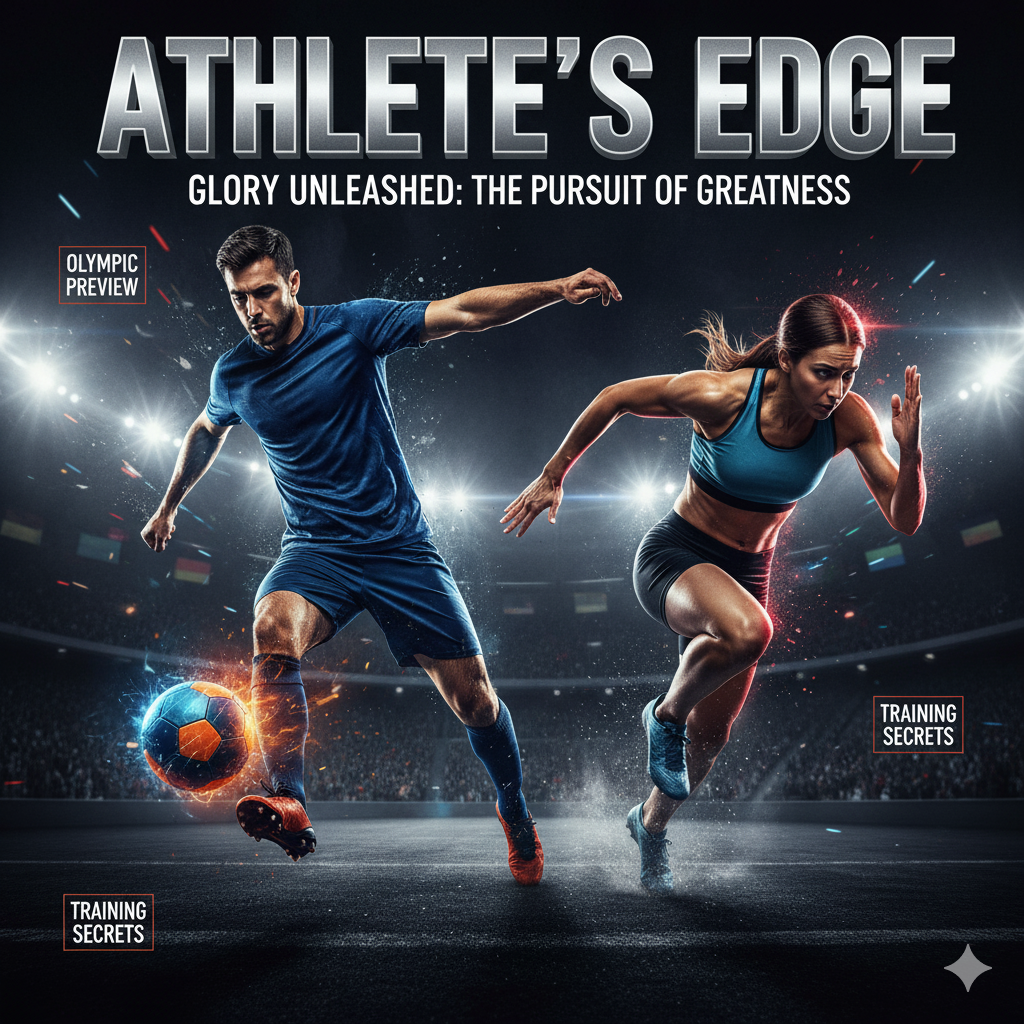 ATHLETE'S EDGE
GLORY UNLEASHED: THE PURSUIT OF GREATNESS
OLYMPIC
PREVIEW
TRAINING
SECRETS
TRAINING
SECRETS